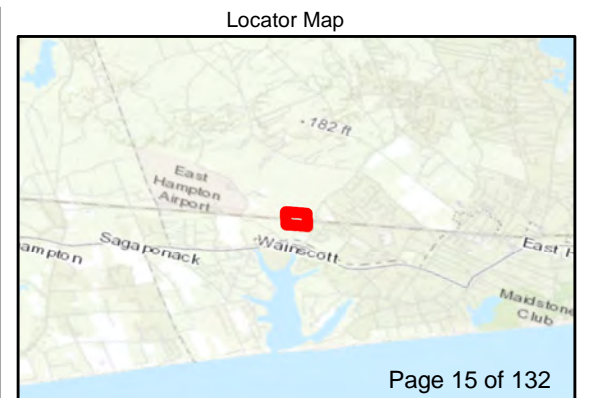 Locator Map
182 ft
East
Hampton
Airport
Sagaponack
Wainscott
ampton
East H
Maidstone
Club
Page 15 of 132